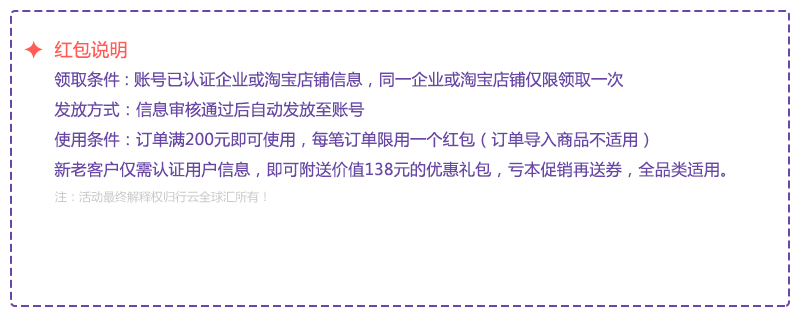 红包说明
领取条件：账号已认证企业或淘宝店铺信息，同一企业或淘宝店铺仅限领取一次
发放方式：信息审核通过后自动发放至账号
使用条件：订单满200元即可使用，每笔订单限用一个红包（订单导入商品不适用）
新老客户仅需认证用户信息，即可附送价值138元的优惠礼包，亏本促销再送券，全品类适用。
注：活动最终解释权归行云全球汇所有！